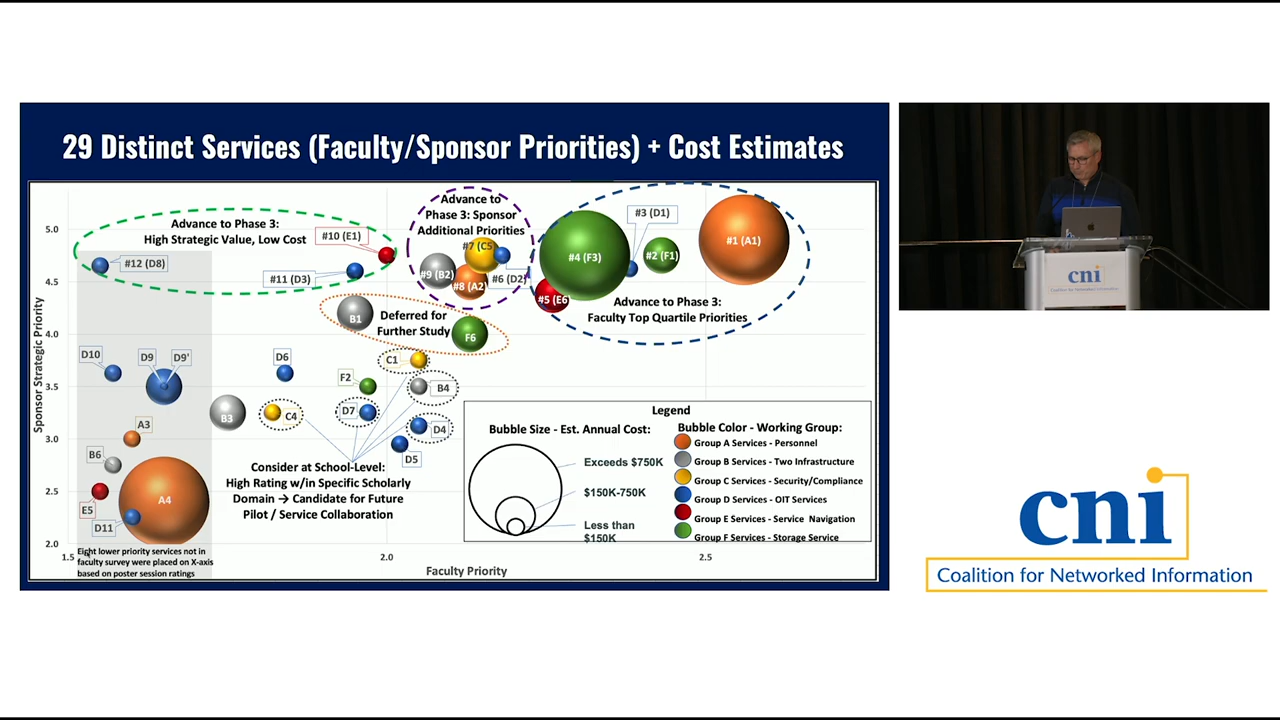 29 Distinct Services (Faculty/Sponsor Priorities) + Cost Estimates
Sponsor Strategic Priority
5.0
4.5
4.0
3.5
3.0
2.5
2.0
1.5
2.0
2.5
Faculty Priority
Advance to Phase 3:
High Strategic Value, Low Cost
#10 (E1)
#12 (D8)
#11 (D3)
Advance to
Phase 3: Sponsor
Additional Priorities
#7 (C5
#9 (B2)
#8 (A2)
#6 (D2)
#3 (D1)
#4 (F3)
#2 (F1)
#1 (A1)
#5 (E6
Advance to Phase 3:
Faculty Top Quartile Priorities
B1
Deferred for
Further Study
F6
D10
D9
D9'
D6
C1
F2
B4
B3
C4
D7
D4
D5
A3
B6
E5
A4
D11
Consider at School-Level:
High Rating w/in Specific Scholarly
Domain → Candidate for Future
Pilot / Service Collaboration
Eight lower priority services not in
faculty survey were placed on X-axis
based on poster session ratings
Legend
Bubble Size - Est. Annual Cost:
Exceeds $750K
$150K-750K
Less than
$150K
Bubble Color - Working Group:
Group A Services - Personnel
Group B Services - Two Infrastructure
Group C Services - Security/Compliance
Group D Services - OIT Services
Group E Services - Service Navigation
Group F Services - Storage Service
cni
Coalition for Networked Information
cni
Coalition for Networked Information